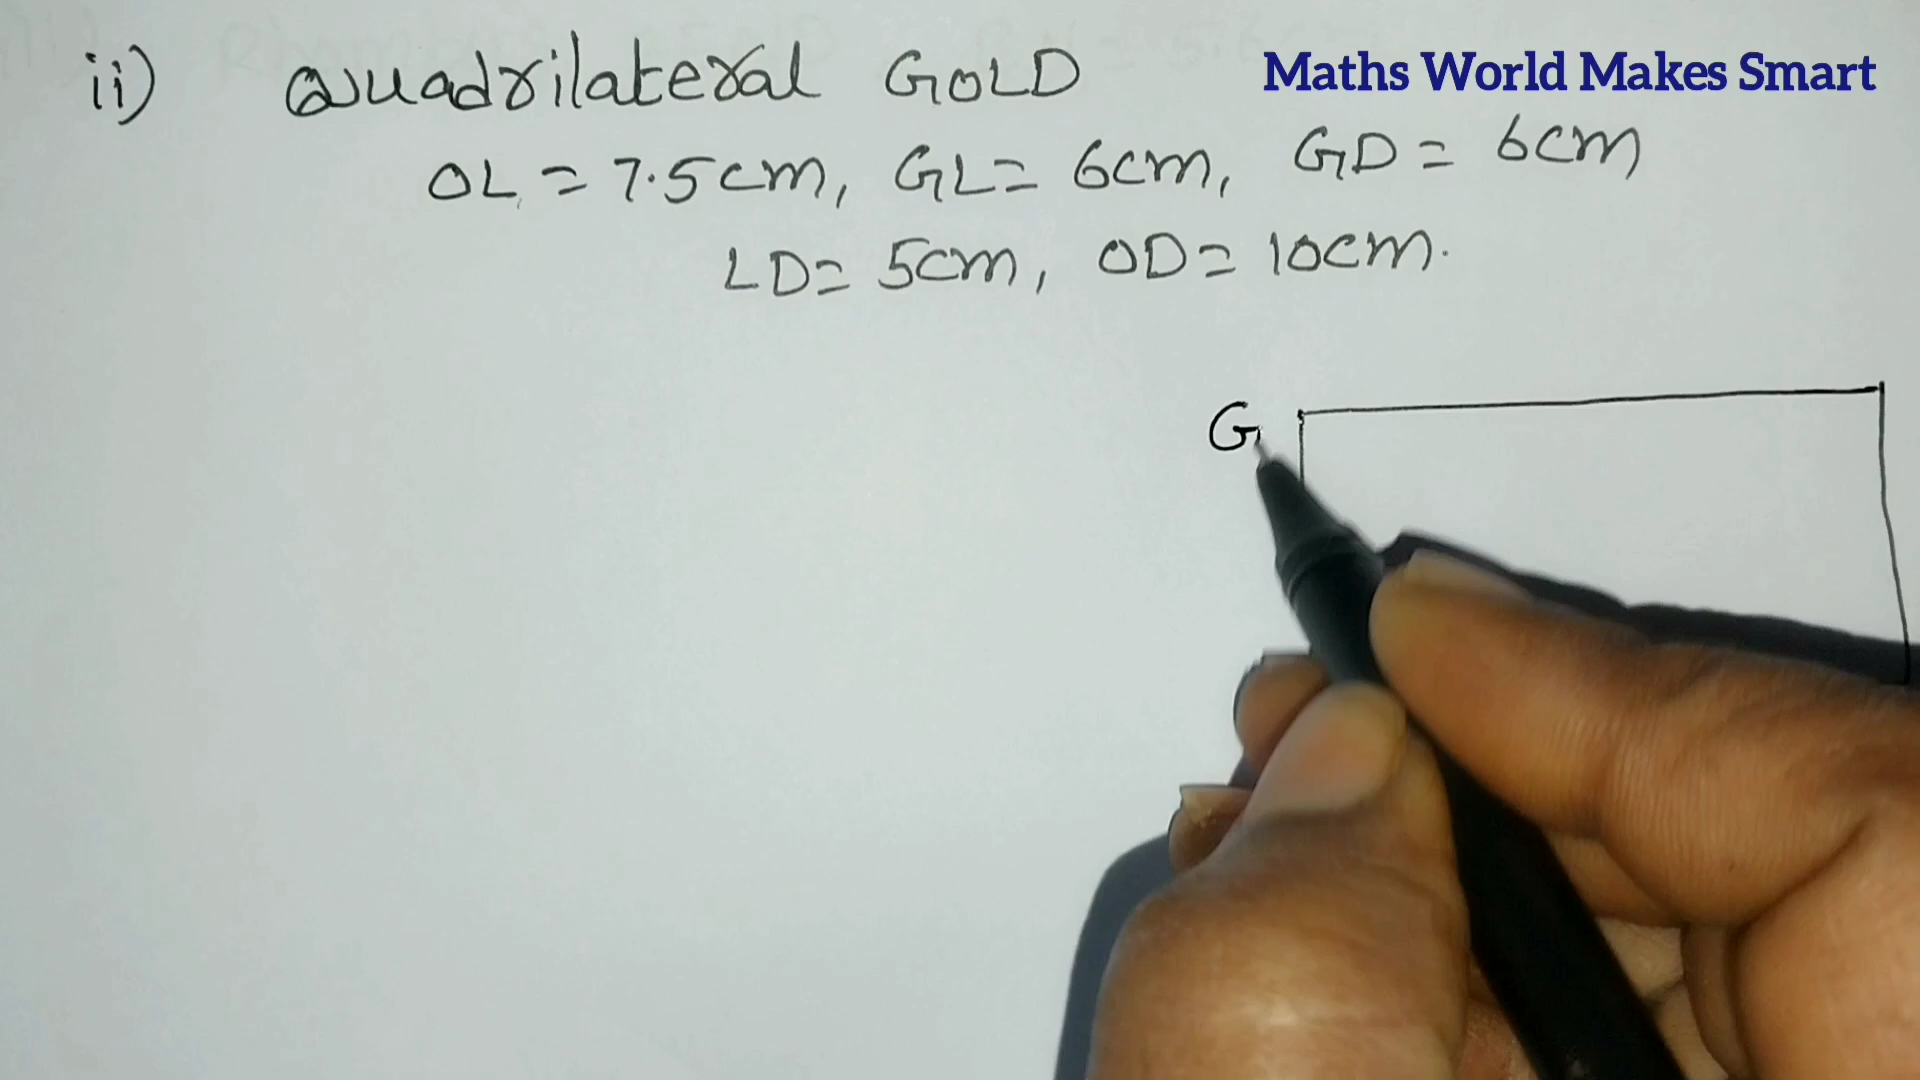 ii) Quadrilateral GOLD
Maths World Makes Smart
OL = 7.5cm, GL = 6cm, GD = 6cm
LD = 5cm, OD = 10cm.
G